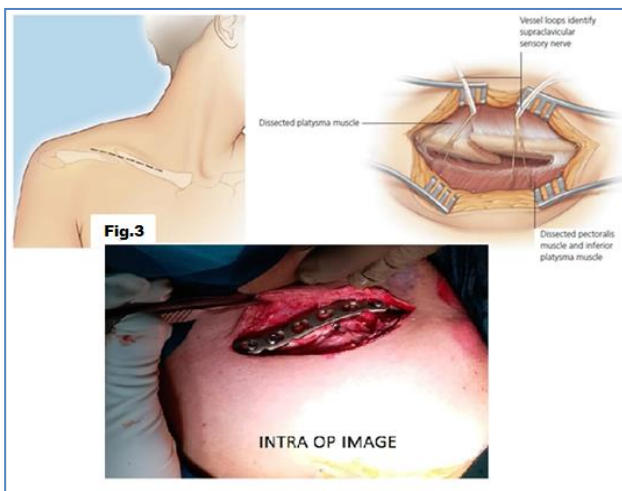 Vessel loops identify
supraclavicular
sensory nerve
Dissected platysma muscle
Dissected pectoralis
muscle and inferior
platysma muscle
Fig.3
INTRA OP IMAGE